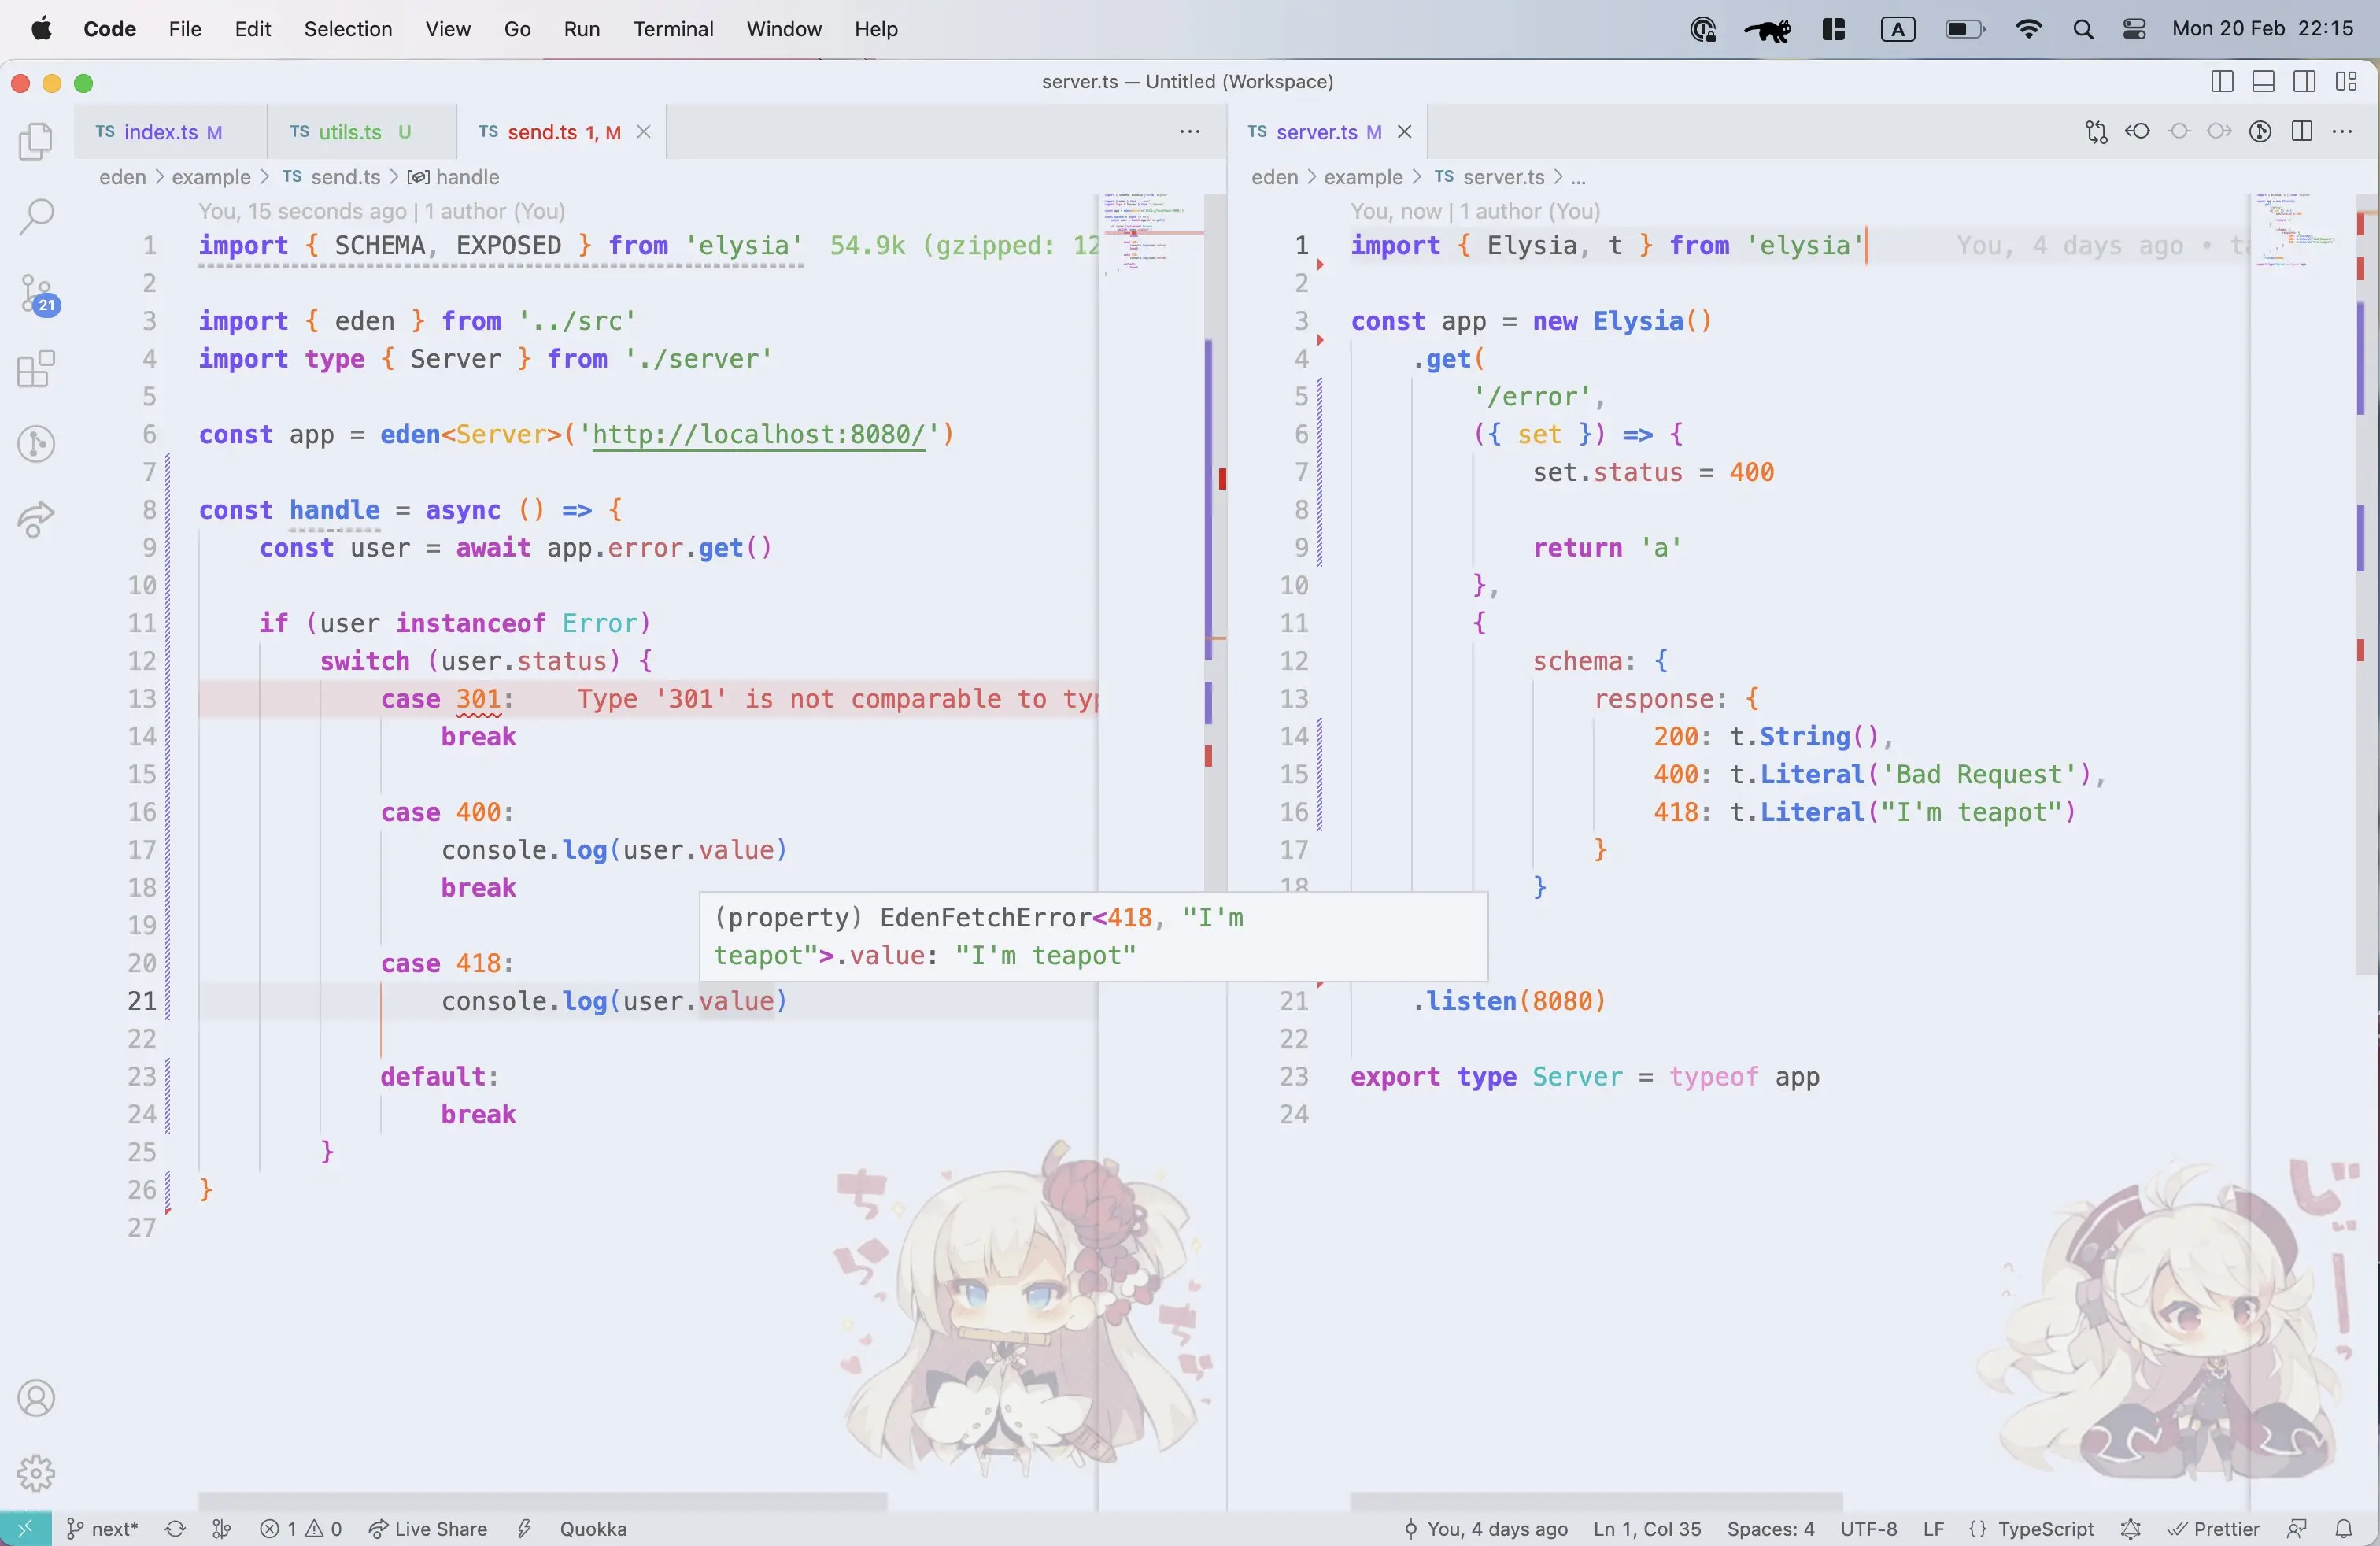 Code File Edit Selection View Go Run Terminal Window Help
A
Mon 20 Feb 22:15
server.ts — Untitled (Workspace)
TS index.ts M
TS utils.ts U
TS send.ts 1, M
TS server.ts M
eden > example > TS send.ts > handle
21
You, 15 seconds ago | 1 author (You)
1 import { SCHEMA, EXPOSED } from 'elysia' 54.9k (gzipped: 12
2
3 import { eden } from '../src'
4 import type { Server } from './server'
5
6 const app = eden<Server>('http://localhost:8080/')
7
8 const handle = async () => {
9 const user = await app.error.get()
10
11 if (user instanceof Error)
12 switch (user.status) {
13 case 301: Type '301' is not comparable to typ
14 break
15
16 case 400:
17 console.log(user.value)
18 break
19
20 case 418:
21 console.log(user.value)
22
23 default:
24 break
25 }
26 }
27
(property) EdenFetchError<418, "I'm
teapot">.value: "I'm teapot"
eden > example > TS server.ts > ...
You, now | 1 author (You)
1 import { Elysia, t } from 'elysia' You, 4 days ago • ta
2
3 const app = new Elysia()
4 .get(
5 '/error',
6 ({ set }) => {
7 set.status = 400
8
9 return 'a'
10 },
11 {
12 schema: {
13 response: {
14 200: t.String(),
15 400: t.Literal('Bad Request'),
16 418: t.Literal("I'm teapot")
17 }
18 }
21 .listen(8080)
22
23 export type Server = typeof app
24
next* 1 0 Live Share Quokka
You, 4 days ago Ln 1, Col 35 Spaces: 4 UTF-8 LF {} TypeScript Prettier